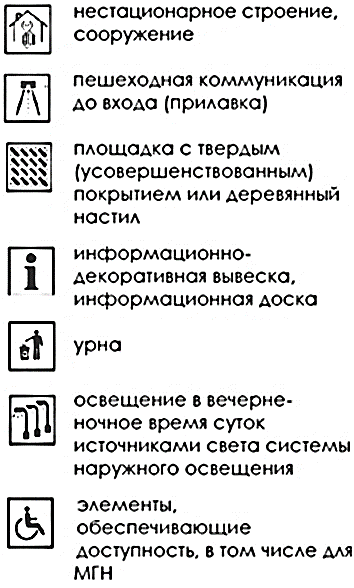 нестационарное строение,
сооружение
пешеходная коммуникация
до входа (прилавка)
площадка с твердым
(усовершенствованным)
покрытием или деревянный
настил
информационно-
декоративная вывеска,
информационная доска
урна
освещение в вечерне-
ночное время суток
источниками света системы
наружного освещения
элементы,
обеспечивающие
доступность, в том числе для
МГН